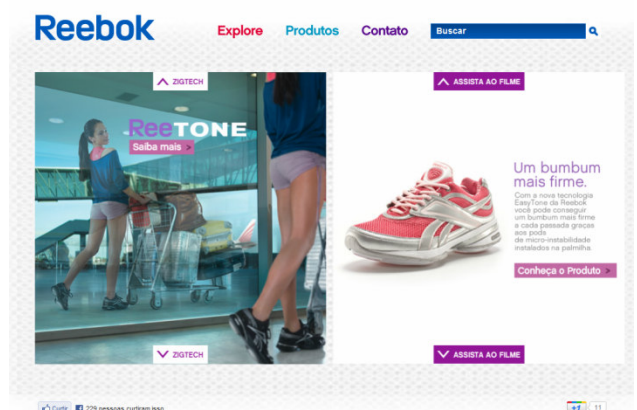 Reebok
Explore Produtos Contato Buscar
ZIGTECH
ReeTONE
Saiba mais >
ZIGTECH
ASSISTA AO FILME
Um bumbum
mais firme.
Com a nova tecnologia
EasyTone da Reebok
você pode conseguir
um bumbum mais firme
a cada passada graças
aos pods
de micro-instabilidade
instalados na palmilha.
Conheça o Produto >
ASSISTA AO FILME
Curtir 229 pessoas curtiram isso.
+1 11